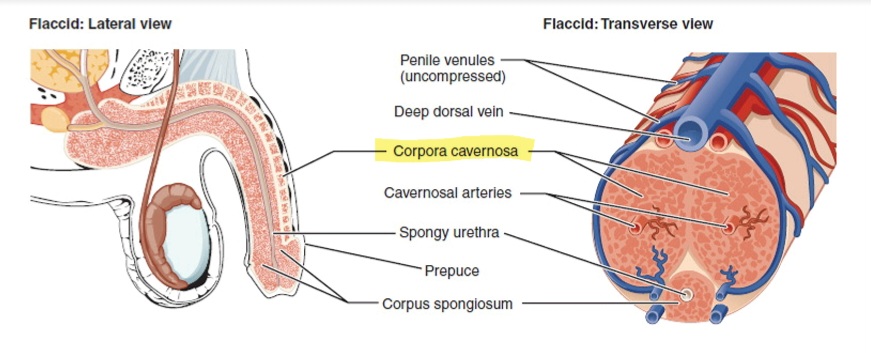 Flaccid: Lateral view
Flaccid: Transverse view
Penile venules
(uncompressed)
Deep dorsal vein
Corpora cavernosa
Cavernosal arteries
Spongy urethra
Prepuce
Corpus spongiosum